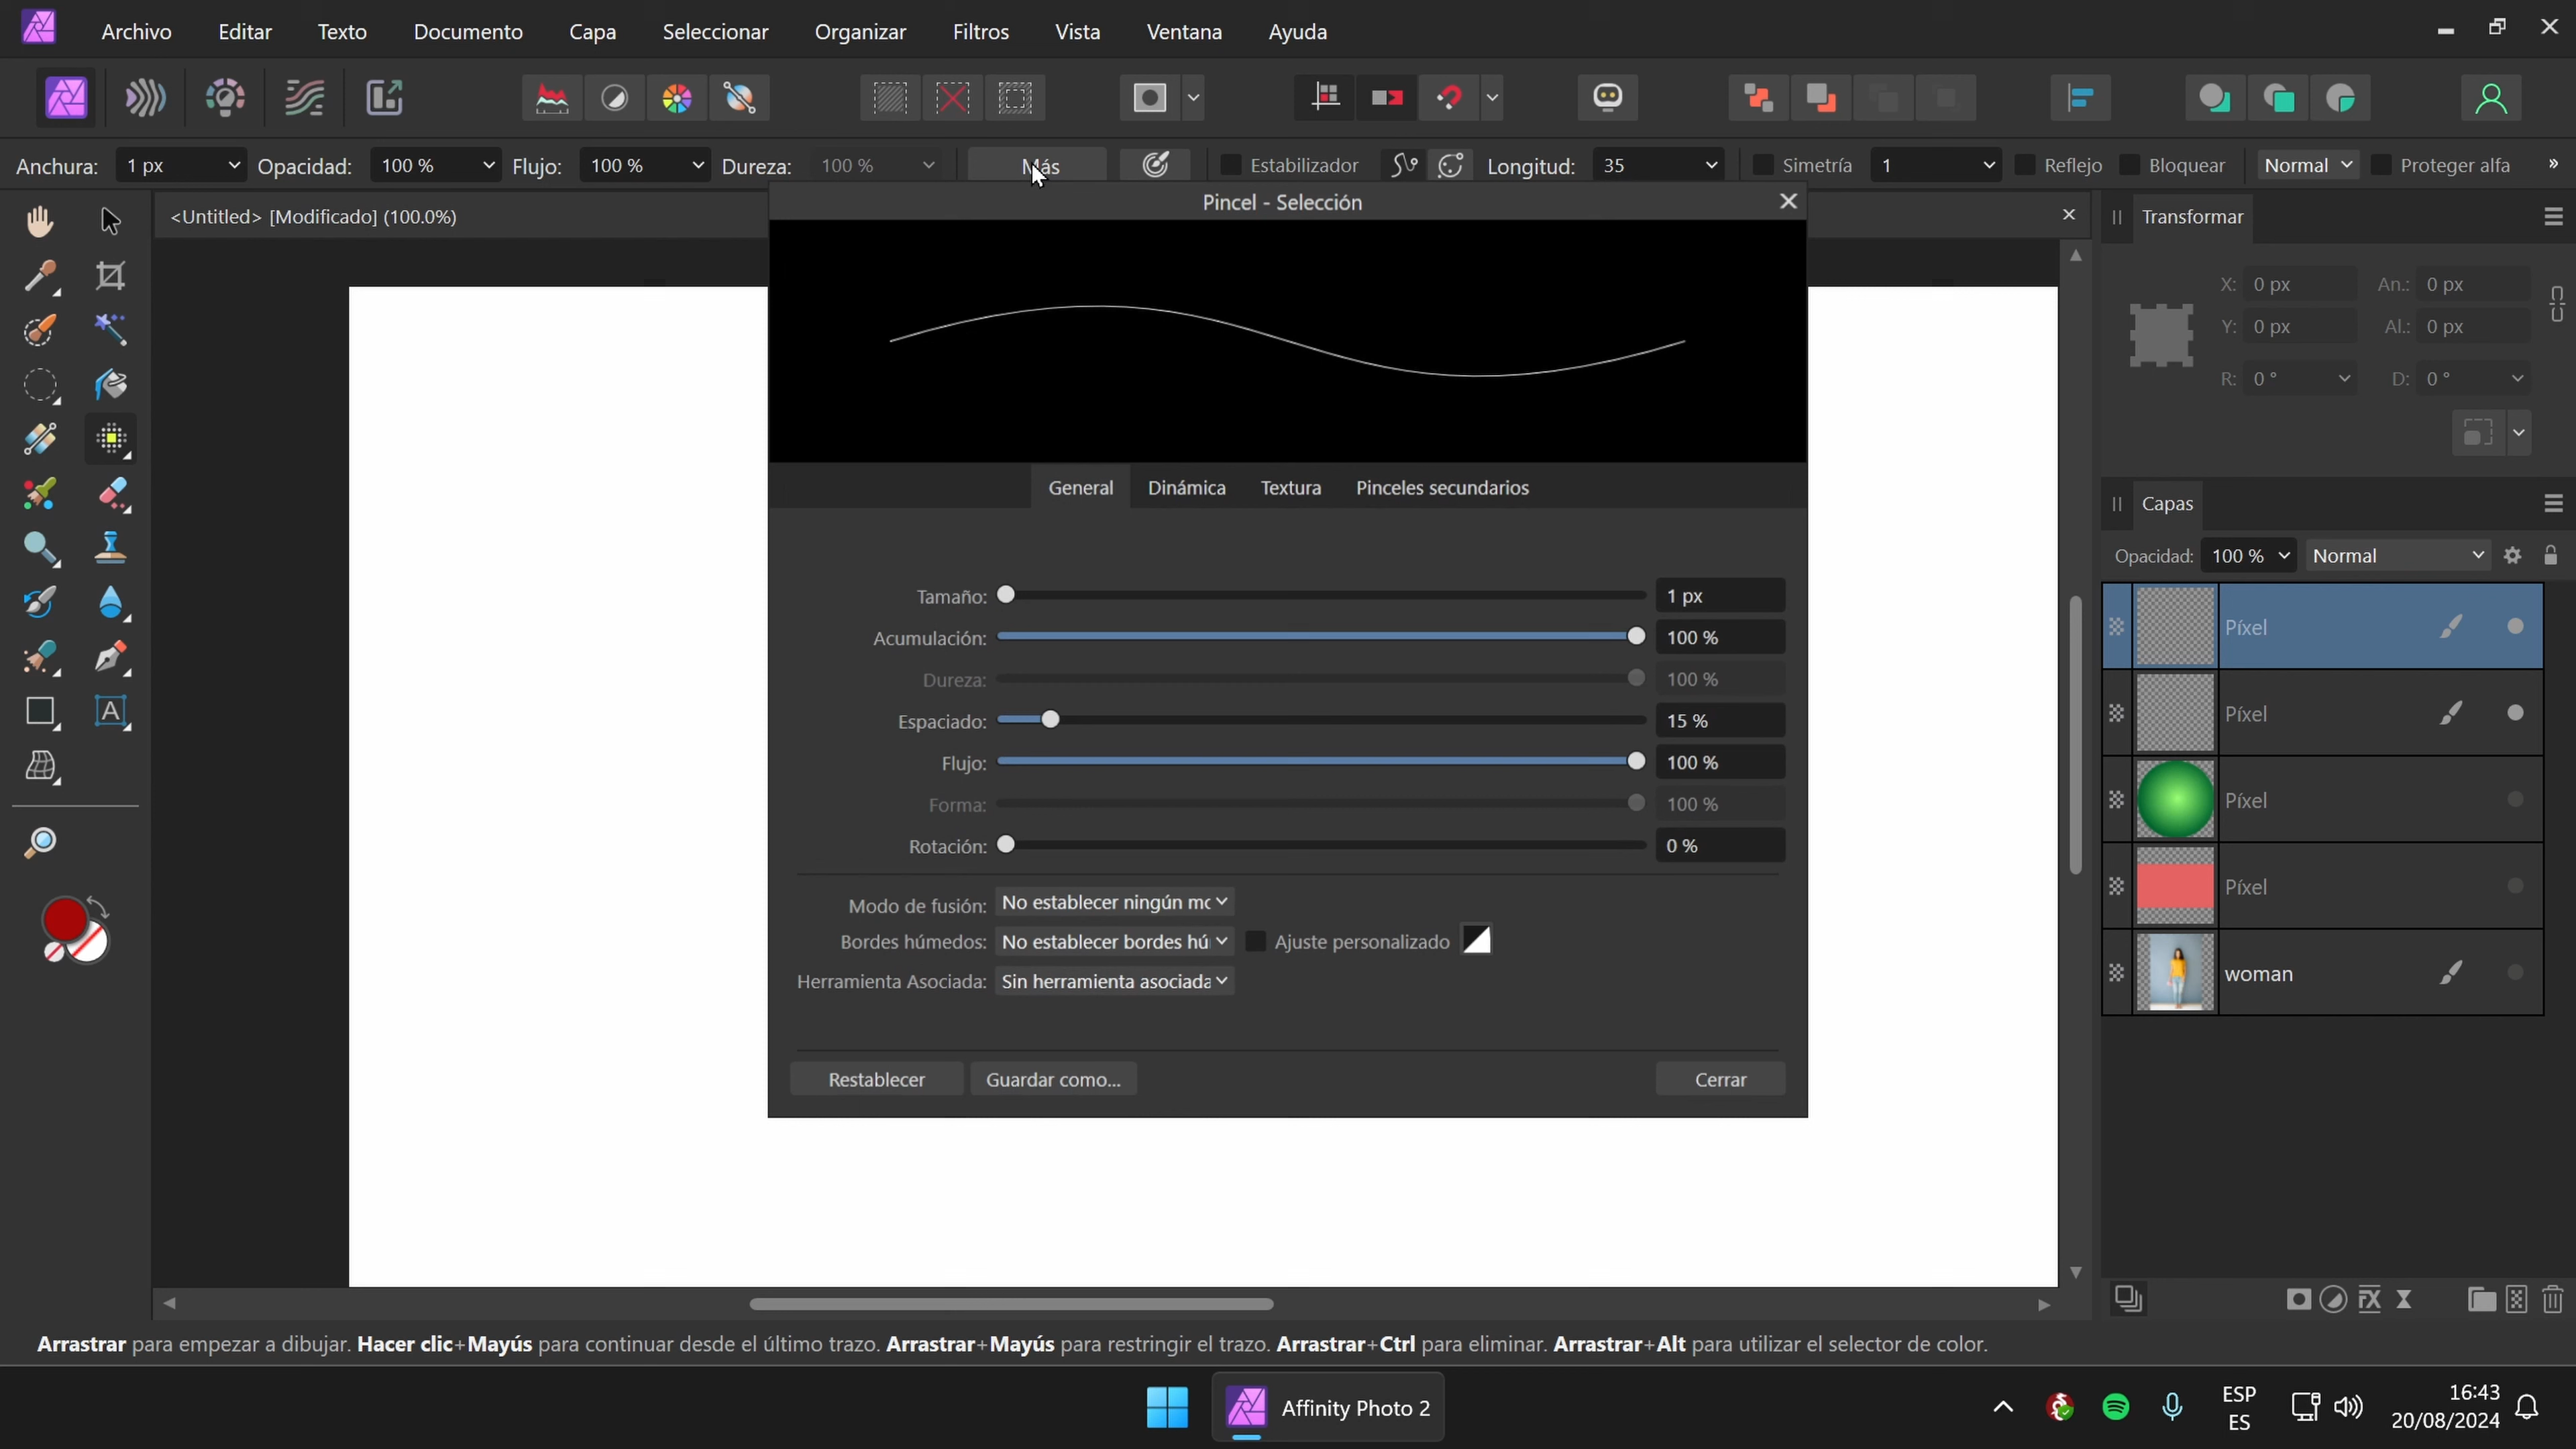 Archivo Editar Texto Documento Capa Seleccionar Organizar Filtros Vista Ventana Ayuda
Anchura: 1 px Opacidad: 100 % Flujo: 100 % Dureza: 100 % Más Estabilizador Longitud: 35 Simetría 1 Reflejo Bloquear Normal Proteger alfa »
<Untitled> [Modificado] (100.0%)
Pincel - Selección
General Dinámica Textura Pinceles secundarios
Tamaño: 1 px
Acumulación: 100 %
Dureza: 100 %
Espaciado: 15 %
Flujo: 100 %
Forma: 100 %
Rotación: 0 %
Modo de fusión: No establecer ningún mc
Bordes húmedos: No establecer bordes hú Ajuste personalizado
Herramienta Asociada: Sin herramienta asociada
Restablecer Guardar como... Cerrar
Transformar
X: 0 px An.: 0 px
Y: 0 px Al.: 0 px
R: 0 ° D: 0 °
Capas
Opacidad: 100 % Normal
Píxel
Píxel
Píxel
Píxel
woman
Arrastrar para empezar a dibujar. Hacer clic+Mayús para continuar desde el último trazo. Arrastrar+Mayús para restringir el trazo. Arrastrar+Ctrl para eliminar. Arrastrar+Alt para utilizar el selector de color.
Affinity Photo 2
ESP
ES
16:43
20/08/2024